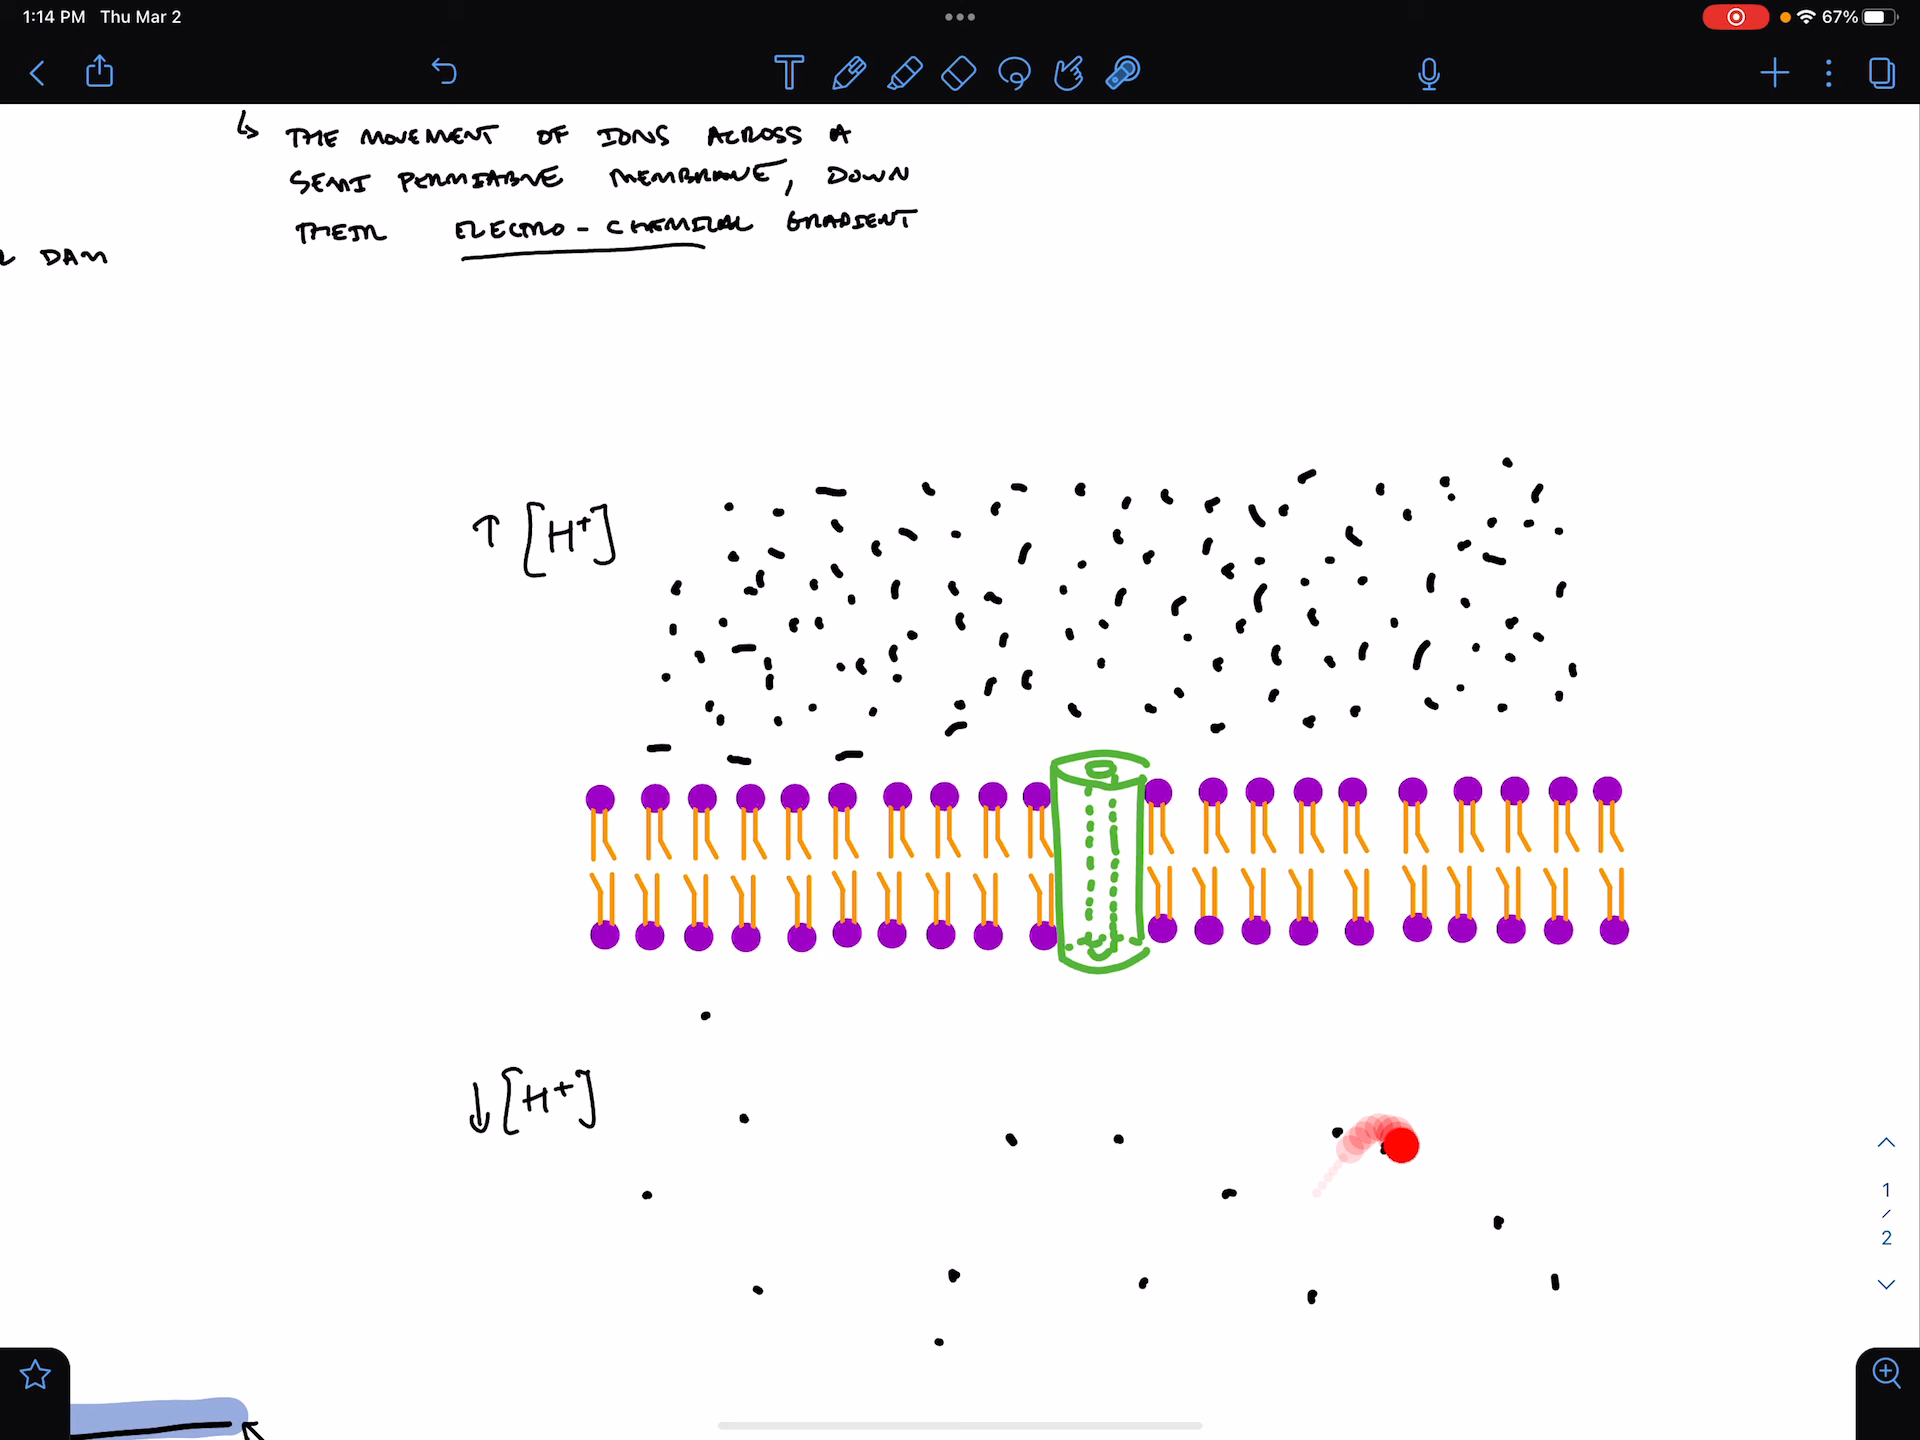 1:14 PM Thu Mar 2
67%
↳ THE MOVEMENT OF IONS ACROSS A
SEMI PERMIABLE MEMBRANE, DOWN
THEIR ELECTRO - CHEMICAL GRADIENT
DAM
↑ [H+]
↓ [H+]
1
/
2